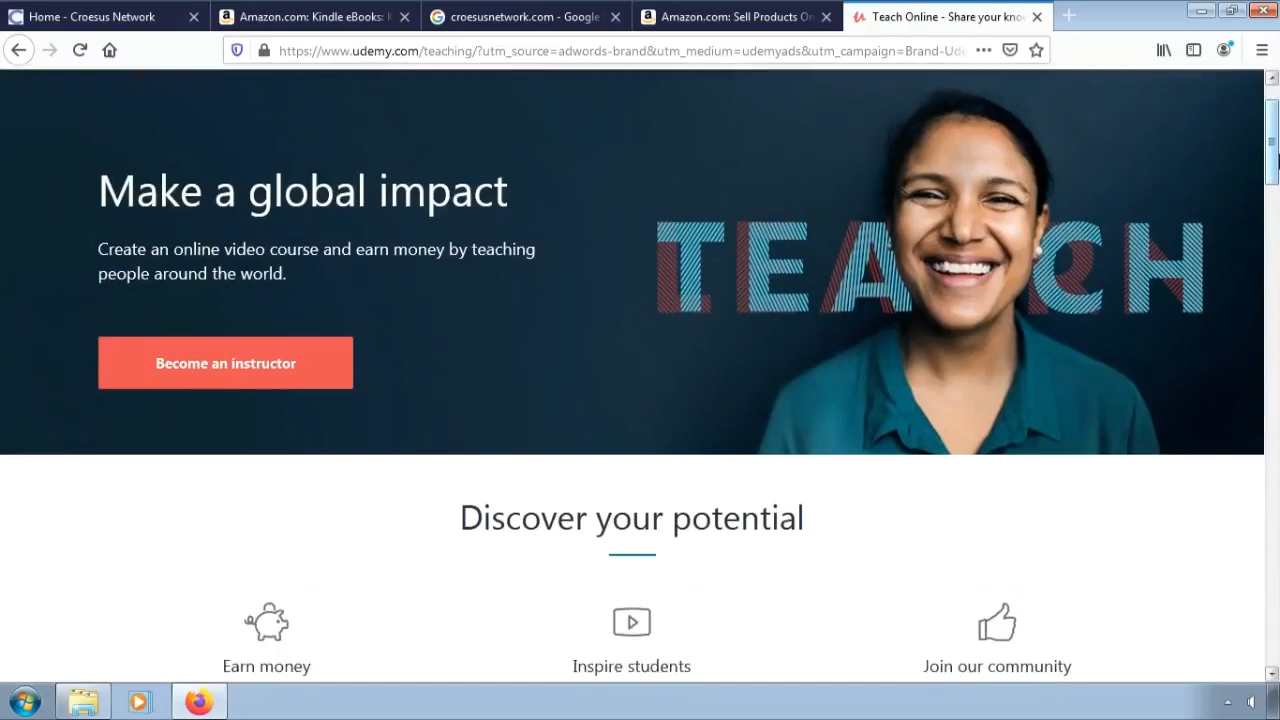 Home - Croesus Network
Amazon.com: Kindle eBooks: K
croesusnetwork.com - Google
Amazon.com: Sell Products On
Teach Online - Share your know
https://www.udemy.com/teaching/?utm_source=adwords-brand&utm_medium=udemyads&utm_campaign=Brand-Ude
Make a global impact
Create an online video course and earn money by teaching
people around the world.
TEACH
Become an instructor
Discover your potential
Earn money
Inspire students
Join our community